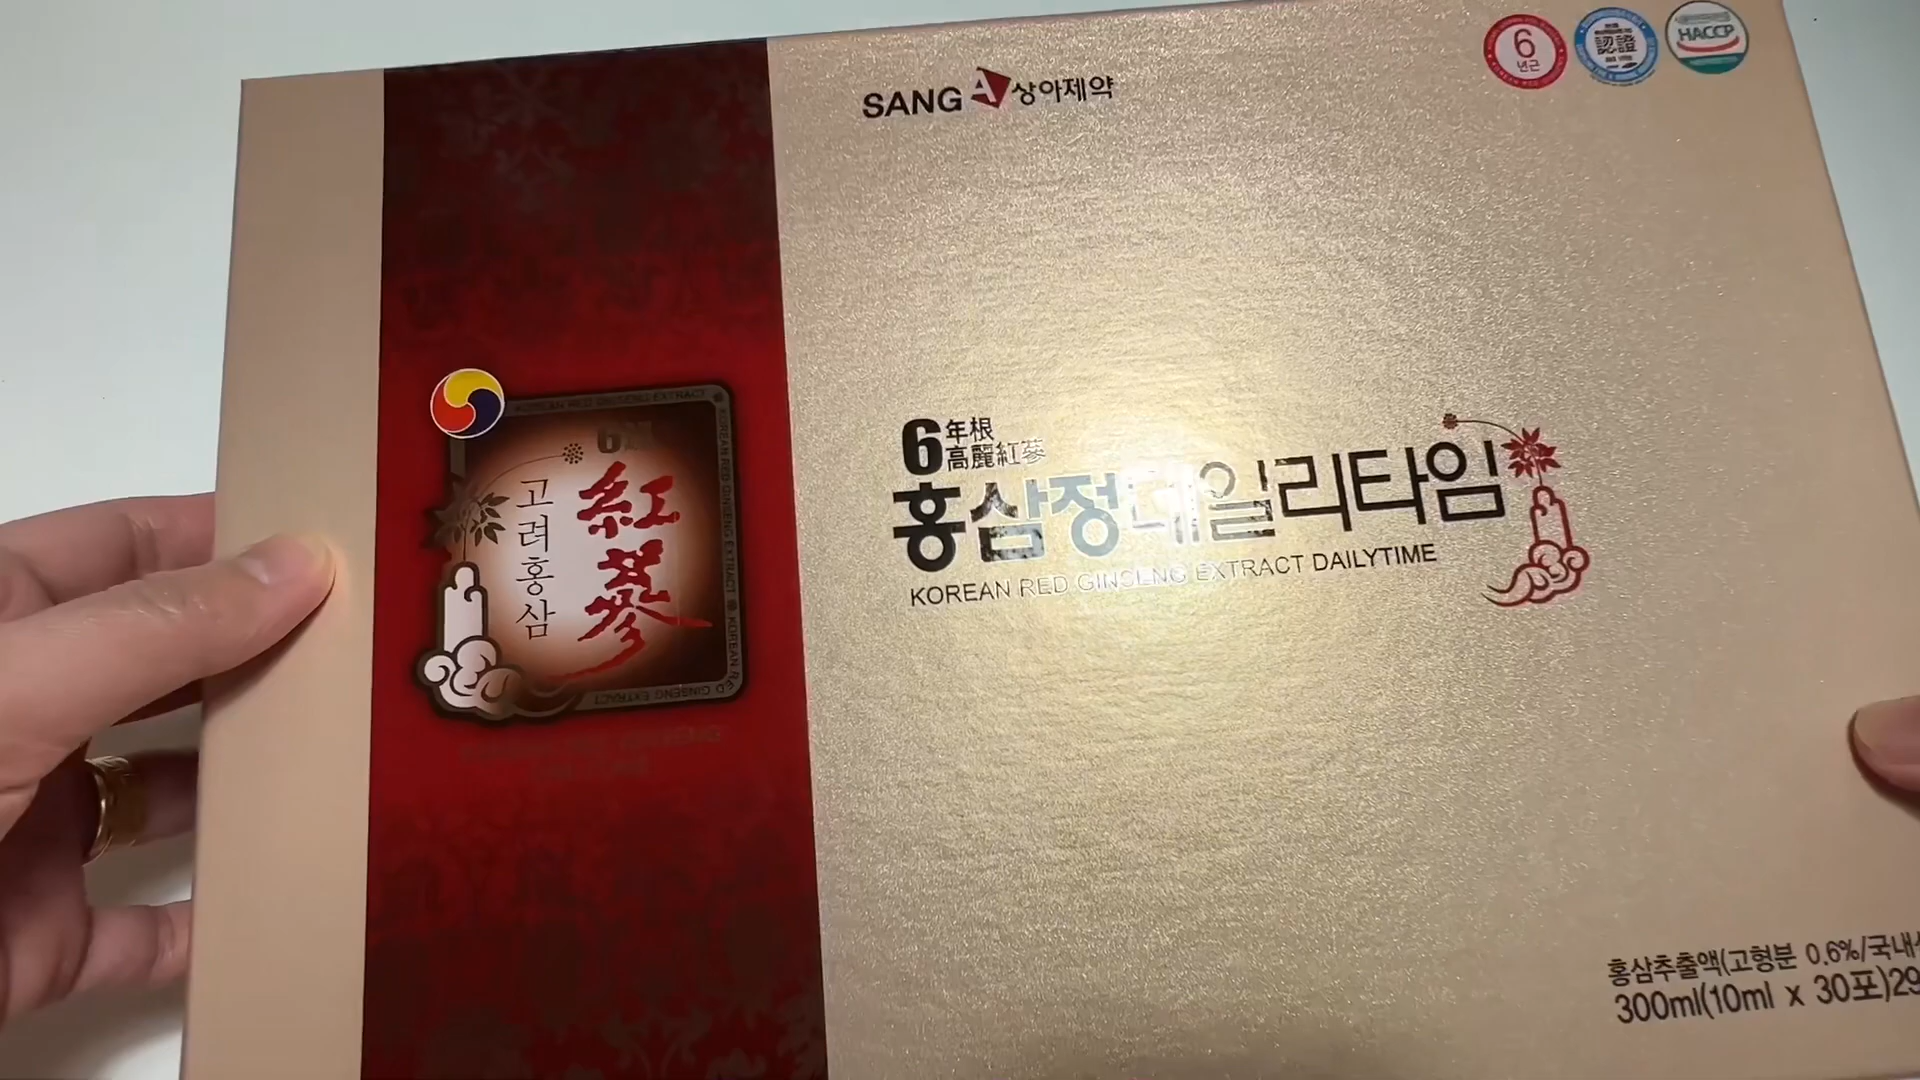 SANG A 상아제약
6
년근
認證
HACCP
KOREAN RED GINSENG EXTRACT
고려홍삼
紅蔘
6年根
高麗紅蔘
홍삼정데일리타임
KOREAN RED GINSENG EXTRACT DAILYTIME
홍삼추출액(고형분 0.6%/국내
300ml(10ml x 30포)29